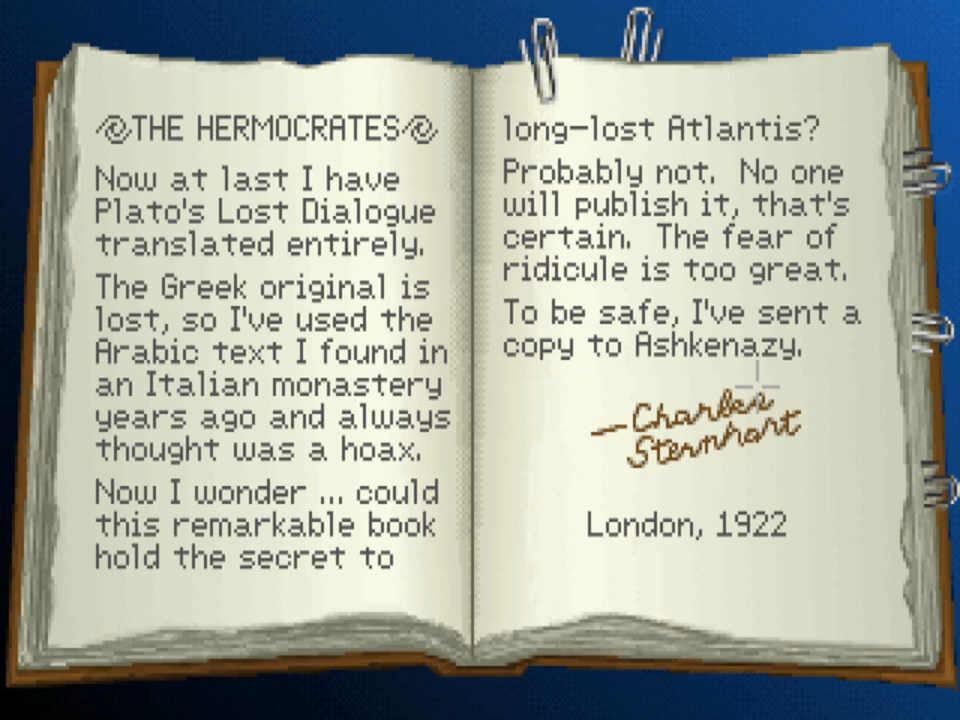 THE HERMOCRATES
Now at last I have
Plato's Lost Dialogue
translated entirely.
The Greek original is
lost, so I've used the
Arabic text I found in
an Italian monastery
years ago and always
thought was a hoax.
Now I wonder ... could
this remarkable book
hold the secret to
long-lost Atlantis?
Probably not.  No one
will publish it, that's
certain.  The fear of
ridicule is too great.
To be safe, I've sent a
copy to Ashkenazy.
—Charles
Sternhart
London, 1922